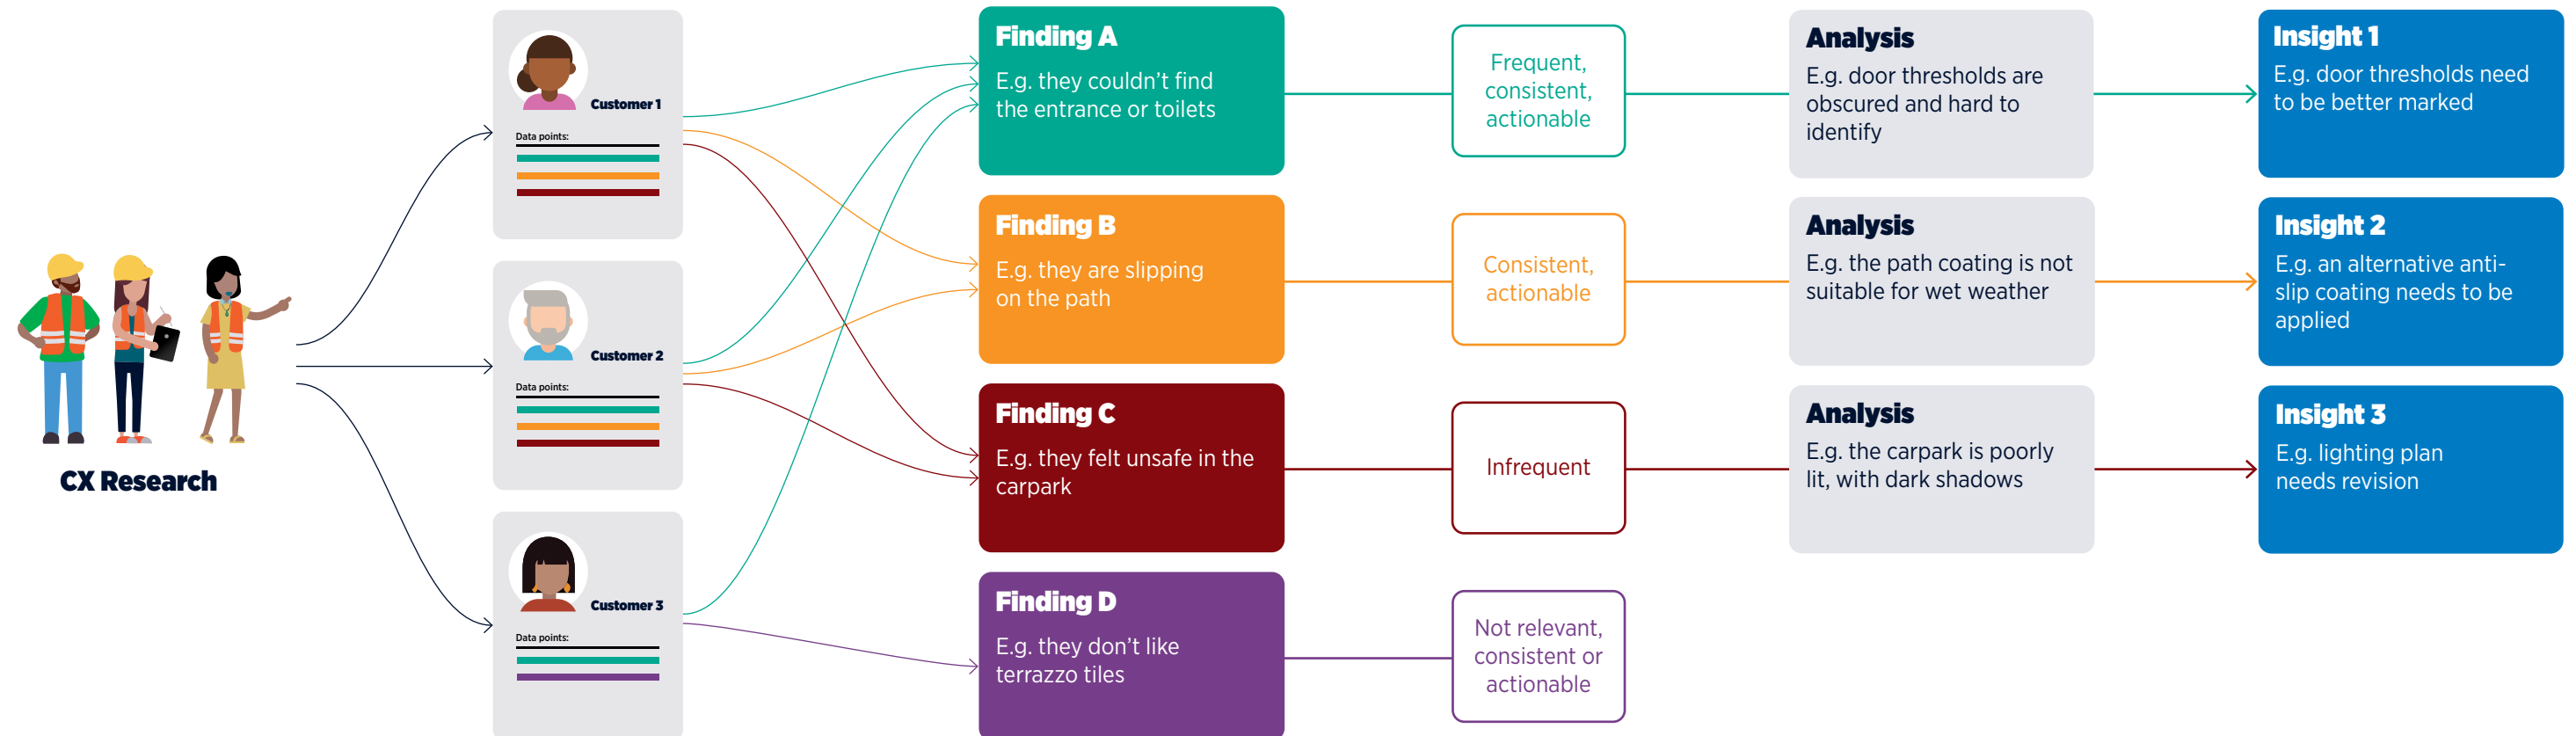 CX Research
Customer 1
Data points:
Customer 2
Data points:
Customer 3
Data points:
Finding A
E.g. they couldn’t find
the entrance or toilets
Frequent,
consistent,
actionable
Analysis
E.g. door thresholds are
obscured and hard to
identify
Insight 1
E.g. door thresholds need
to be better marked
Finding B
E.g. they are slipping
on the path
Consistent,
actionable
Analysis
E.g. the path coating is not
suitable for wet weather
Insight 2
E.g. an alternative anti-
slip coating needs to be
applied
Finding C
E.g. they felt unsafe in the
carpark
Infrequent
Analysis
E.g. the carpark is poorly
lit, with dark shadows
Insight 3
E.g. lighting plan
needs revision
Finding D
E.g. they don’t like
terrazzo tiles
Not relevant,
consistent or
actionable